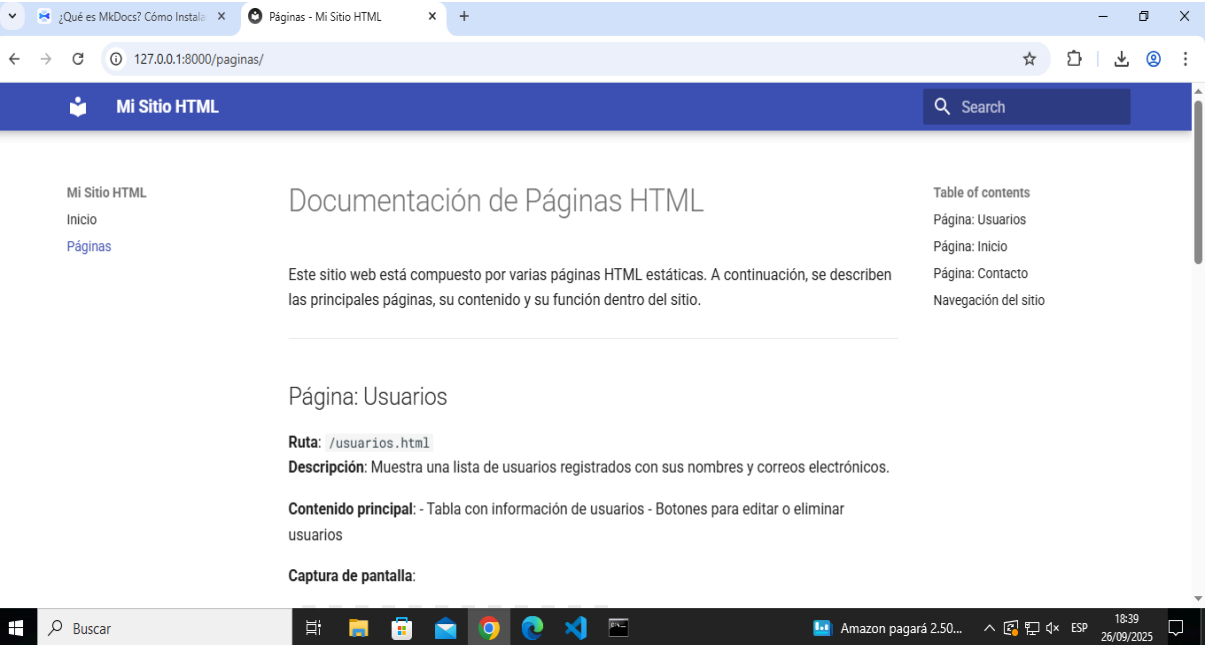 ¿Qué es MkDocs? Cómo Instala
Páginas - Mi Sitio HTML
127.0.0.1:8000/paginas/
Mi Sitio HTML
Search
Mi Sitio HTML
Inicio
Páginas
Documentación de Páginas HTML
Este sitio web está compuesto por varias páginas HTML estáticas. A continuación, se describen
las principales páginas, su contenido y su función dentro del sitio.
Página: Usuarios
Ruta: /usuarios.html
Descripción: Muestra una lista de usuarios registrados con sus nombres y correos electrónicos.
Contenido principal: - Tabla con información de usuarios - Botones para editar o eliminar
usuarios
Captura de pantalla:
Table of contents
Página: Usuarios
Página: Inicio
Página: Contacto
Navegación del sitio
Buscar
Amazon pagará 2.50...
ESP
18:39
26/09/2025